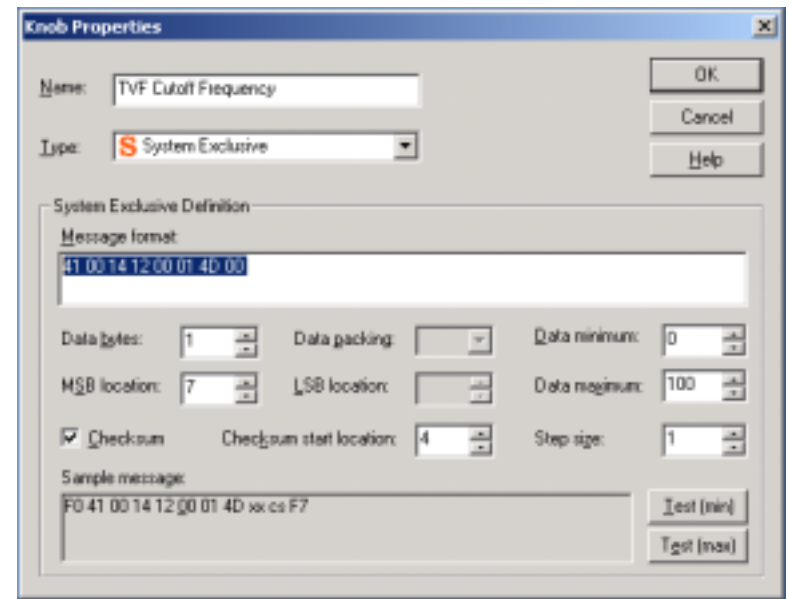 Knob Properties
Name: TVF Cutoff Frequency
OK
Cancel
Type: S System Exclusive
Help
System Exclusive Definition
Message format:
41 00 14 12 00 01 4D 00
Data bytes: 1 Data packing: Data minimum: 0
MSB location: 7 LSB location: Data maximum: 100
Checksum Checksum start location: 4 Step size: 1
Sample message:
F0 41 00 14 12 00 01 4D xx cs F7
Test (min)
Test (max)